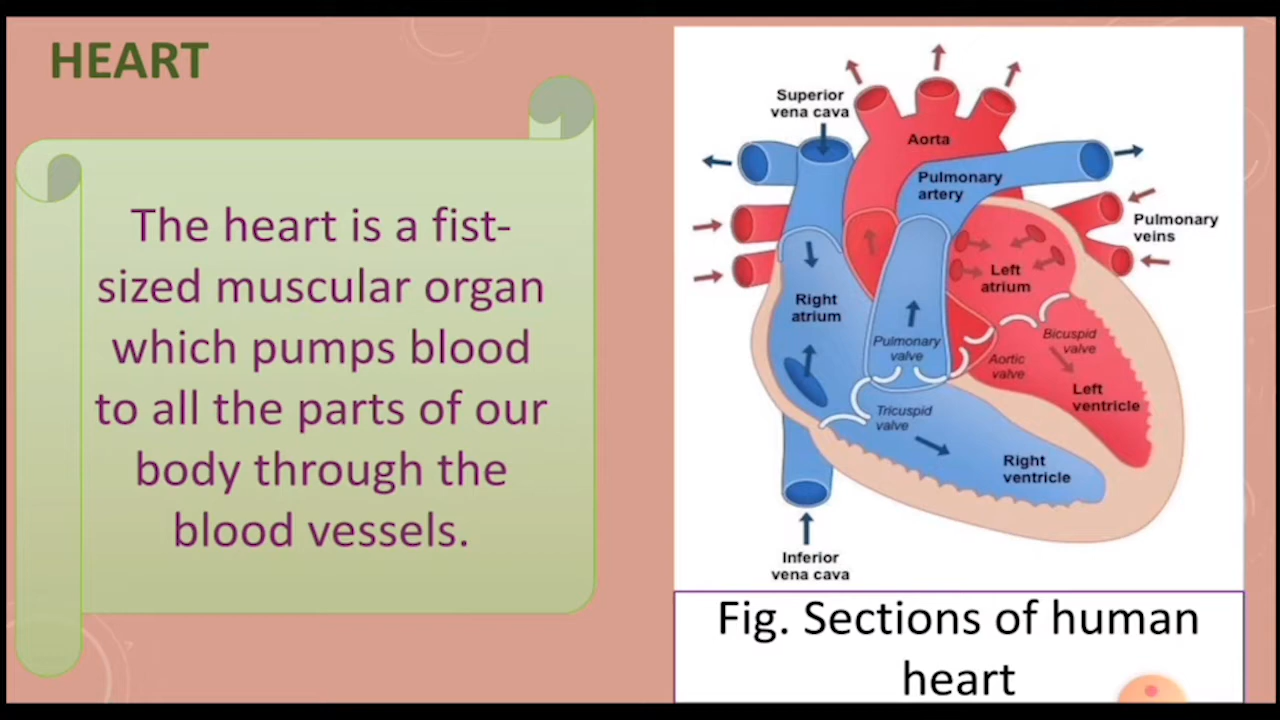 HEART
The heart is a fist-
sized muscular organ
which pumps blood
to all the parts of our
body through the
blood vessels.
Superior
vena cava
Aorta
Pulmonary
artery
Pulmonary
veins
Left
atrium
Right
atrium
Pulmonary
valve
Bicuspid
valve
Aortic
valve
Left
ventricle
Tricuspid
valve
Right
ventricle
Inferior
vena cava
Fig. Sections of human
heart